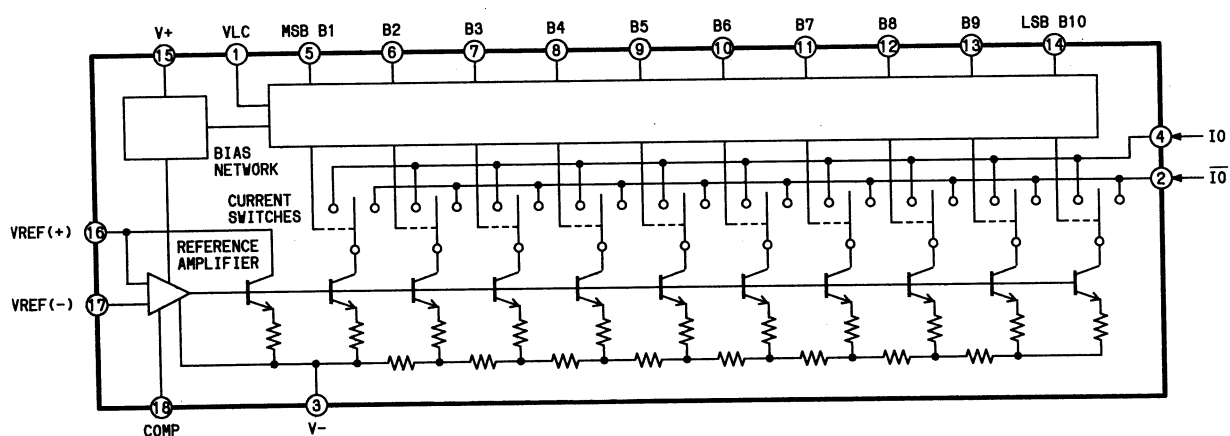 V+ VLC MSB B1 B2 B3 B4 B5 B6 B7 B8 B9 LSB B10
15 1 5 6 7 8 9 10 11 12 13 14
4 IO
BIAS
NETWORK
2 IO
CURRENT
SWITCHES
VREF(+) 16
REFERENCE
AMPLIFIER
VREF(-) 17
18 3
COMP V-